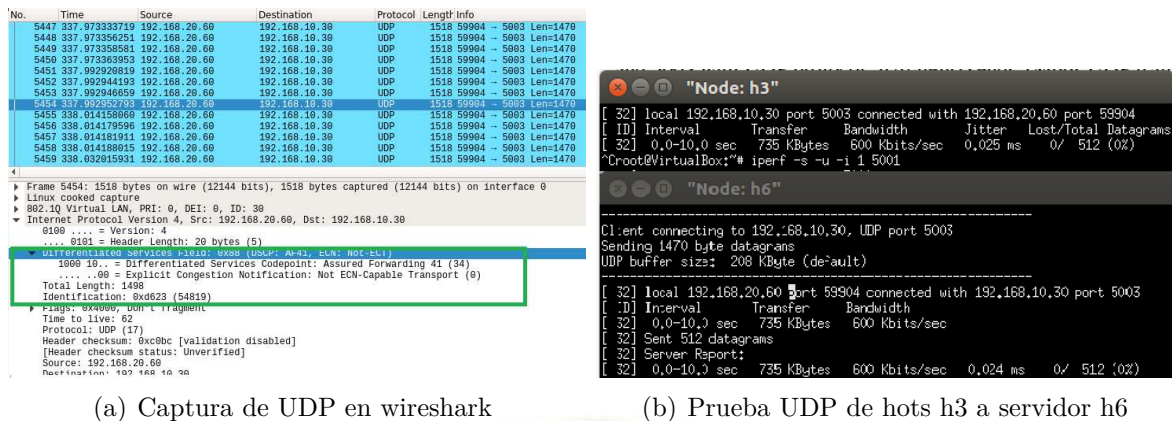 No. Time Source Destination Protocol Length Info
5447 337.973333719 192.168.20.60 192.168.10.30 UDP 1518 59904 → 5003 Len=1470
5448 337.973356251 192.168.20.60 192.168.10.30 UDP 1518 59904 → 5003 Len=1470
5449 337.973358581 192.168.20.60 192.168.10.30 UDP 1518 59904 → 5003 Len=1470
5450 337.973363953 192.168.20.60 192.168.10.30 UDP 1518 59904 → 5003 Len=1470
5451 337.992920819 192.168.20.60 192.168.10.30 UDP 1518 59904 → 5003 Len=1470
5452 337.992944193 192.168.20.60 192.168.10.30 UDP 1518 59904 → 5003 Len=1470
5453 337.992946659 192.168.20.60 192.168.10.30 UDP 1518 59904 → 5003 Len=1470
5454 337.992952793 192.168.20.60 192.168.10.30 UDP 1518 59904 → 5003 Len=1470
5455 338.014158060 192.168.20.60 192.168.10.30 UDP 1518 59904 → 5003 Len=1470
5456 338.014179596 192.168.20.60 192.168.10.30 UDP 1518 59904 → 5003 Len=1470
5457 338.014181911 192.168.20.60 192.168.10.30 UDP 1518 59904 → 5003 Len=1470
5458 338.014188015 192.168.20.60 192.168.10.30 UDP 1518 59904 → 5003 Len=1470
5459 338.032015931 192.168.20.60 192.168.10.30 UDP 1518 59904 → 5003 Len=1470
Frame 5454: 1518 bytes on wire (12144 bits), 1518 bytes captured (12144 bits) on interface 0
Linux cooked capture
802.1Q Virtual LAN, PRI: 0, DEI: 0, ID: 30
Internet Protocol Version 4, Src: 192.168.20.60, Dst: 192.168.10.30
0100 .... = Version: 4
.... 0101 = Header Length: 20 bytes (5)
Differentiated Services Field: 0x88 (DSCP: AF41, ECN: Not-ECT)
1000 10.. = Differentiated Services Codepoint: Assured Forwarding 41 (34)
.... ..00 = Explicit Congestion Notification: Not ECN-Capable Transport (0)
Total Length: 1498
Identification: 0xd623 (54819)
Flags: 0x4000, Don't fragment
Time to live: 62
Protocol: UDP (17)
Header checksum: 0xc0bc [validation disabled]
[Header checksum status: Unverified]
Source: 192.168.20.60
Destination: 192.168.10.30
(a) Captura de UDP en wireshark
"Node: h3"
[ 32] local 192.168.10.30 port 5003 connected with 192.168.20.60 port 59904
[ ID] Interval Transfer Bandwidth Jitter Lost/Total Datagrams
[ 32] 0.0-10.0 sec 735 KBytes 600 Kbits/sec 0.025 ms 0/ 512 (0%)
^Croot@VirtualBox:~# iperf -s -u -i 1 5001
"Node: h6"
------------------------------------------------------------
Client connecting to 192.168.10.30, UDP port 5003
Sending 1470 byte datagrams
UDP buffer size: 208 KByte (default)
------------------------------------------------------------
[ 32] local 192.168.20.60 port 59904 connected with 192.168.10.30 port 5003
[ ID] Interval Transfer Bandwidth
[ 32] 0.0-10.0 sec 735 KBytes 600 Kbits/sec
[ 32] Sent 512 datagrams
[ 32] Server Report:
[ 32] 0.0-10.0 sec 735 KBytes 600 Kbits/sec 0.024 ms 0/ 512 (0%)
(b) Prueba UDP de hots h3 a servidor h6